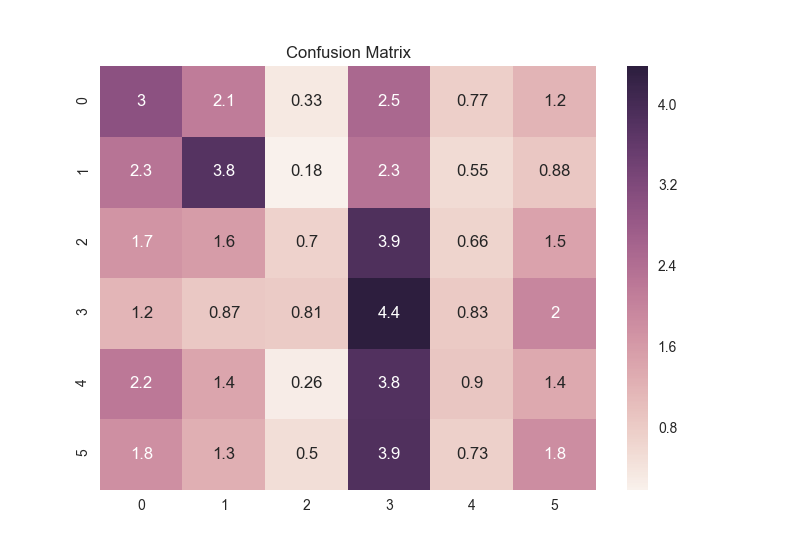 Confusion Matrix
0 3 2.1 0.33 2.5 0.77 1.2
1 2.3 3.8 0.18 2.3 0.55 0.88
2 1.7 1.6 0.7 3.9 0.66 1.5
3 1.2 0.87 0.81 4.4 0.83 2
4 2.2 1.4 0.26 3.8 0.9 1.4
5 1.8 1.3 0.5 3.9 0.73 1.8
0 1 2 3 4 5
4.0
3.2
2.4
1.6
0.8